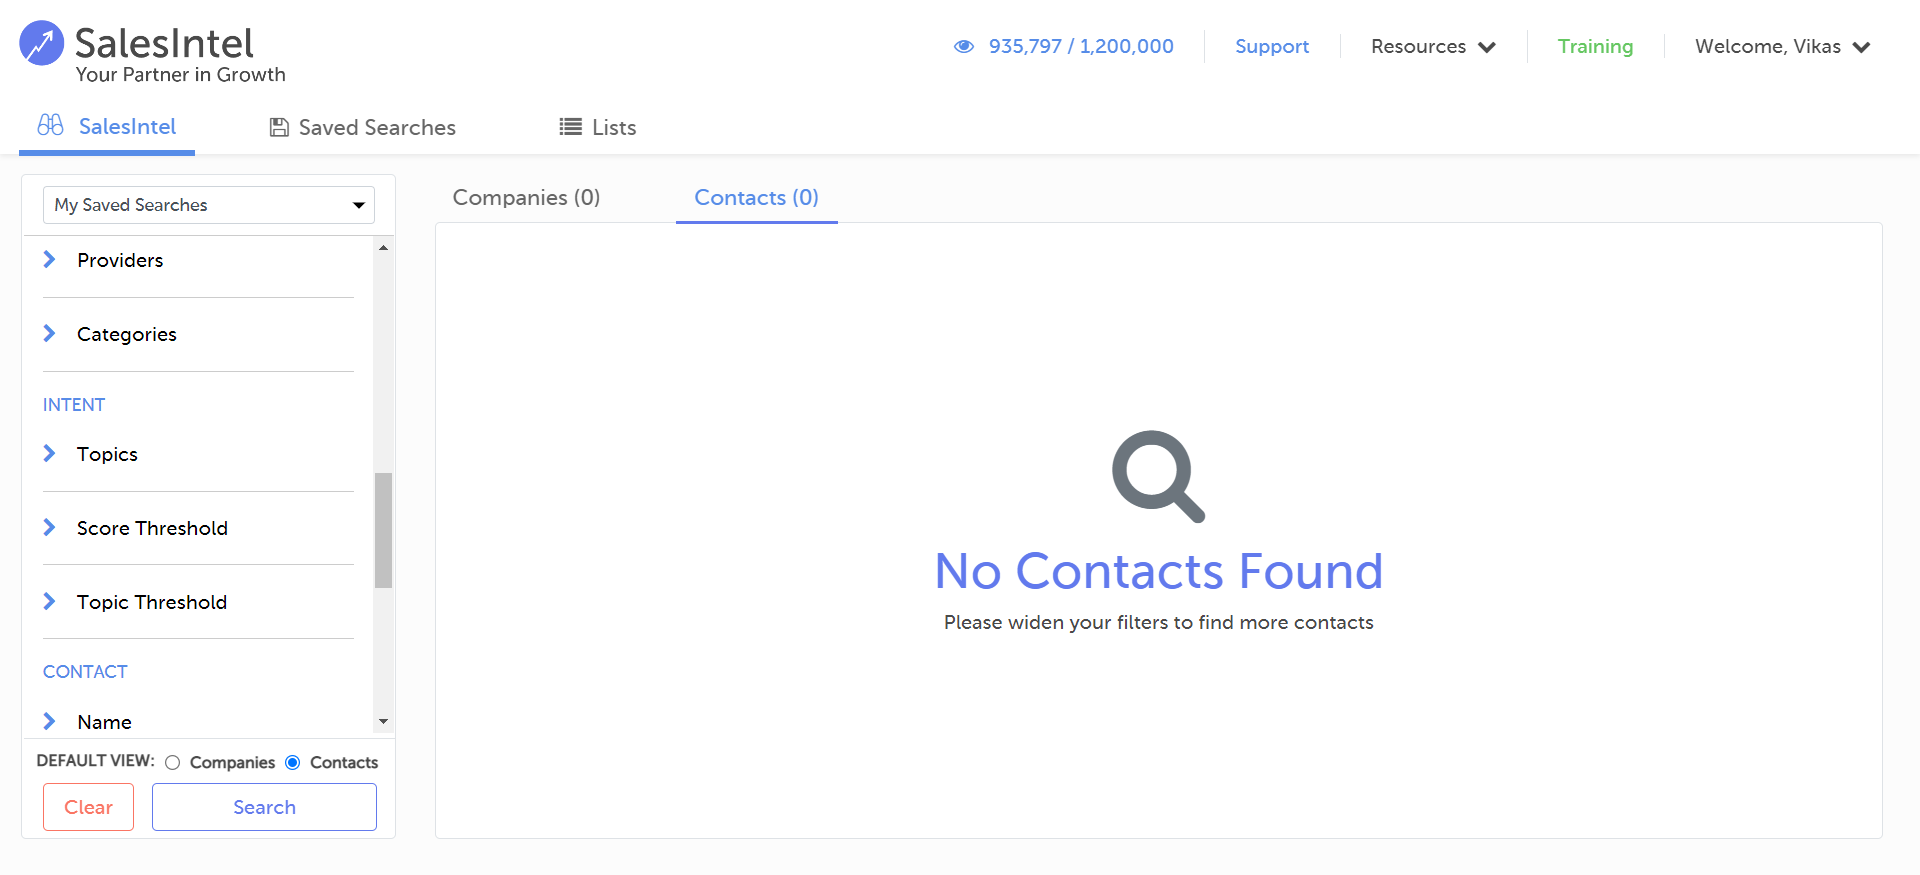 SalesIntel
Your Partner in Growth
935,797 / 1,200,000
Support
Resources
Training
Welcome, Vikas
SalesIntel
Saved Searches
Lists
My Saved Searches
Providers
Categories
INTENT
Topics
Score Threshold
Topic Threshold
CONTACT
Name
DEFAULT VIEW: Companies Contacts
Clear
Search
Companies (0)
Contacts (0)
No Contacts Found
Please widen your filters to find more contacts